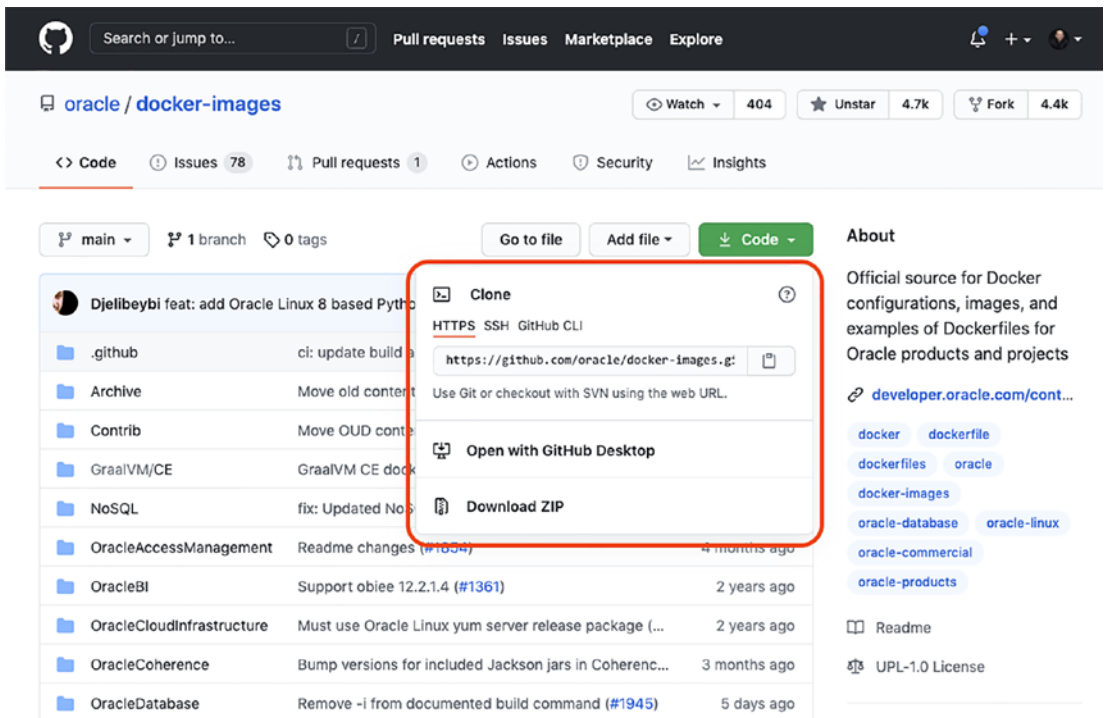 Search or jump to... / Pull requests Issues Marketplace Explore
oracle / docker-images Watch 404 Unstar 4.7k Fork 4.4k
Code Issues 78 Pull requests 1 Actions Security Insights
main 1 branch 0 tags Go to file Add file Code
About
Official source for Docker
configurations, images, and
examples of Dockerfiles for
Oracle products and projects
developer.oracle.com/cont...
docker dockerfile
dockerfiles oracle
docker-images
oracle-database oracle-linux
oracle-commercial
oracle-products
Readme
UPL-1.0 License
Djelibeybi feat: add Oracle Linux 8 based Pytho
.github ci: update build a
Archive Move old content
Contrib Move OUD conte
GraalVM/CE GraalVM CE dock
NoSQL fix: Updated NoS
OracleAccessManagement Readme changes (#1854) 4 months ago
OracleBI Support obiee 12.2.1.4 (#1361) 2 years ago
OracleCloudInfrastructure Must use Oracle Linux yum server release package (... 2 years ago
OracleCoherence Bump versions for included Jackson jars in Coherenc... 3 months ago
OracleDatabase Remove -i from documented build command (#1945) 5 days ago
Clone ?
HTTPS SSH GitHub CLI
https://github.com/oracle/docker-images.gi
Use Git or checkout with SVN using the web URL.
Open with GitHub Desktop
Download ZIP